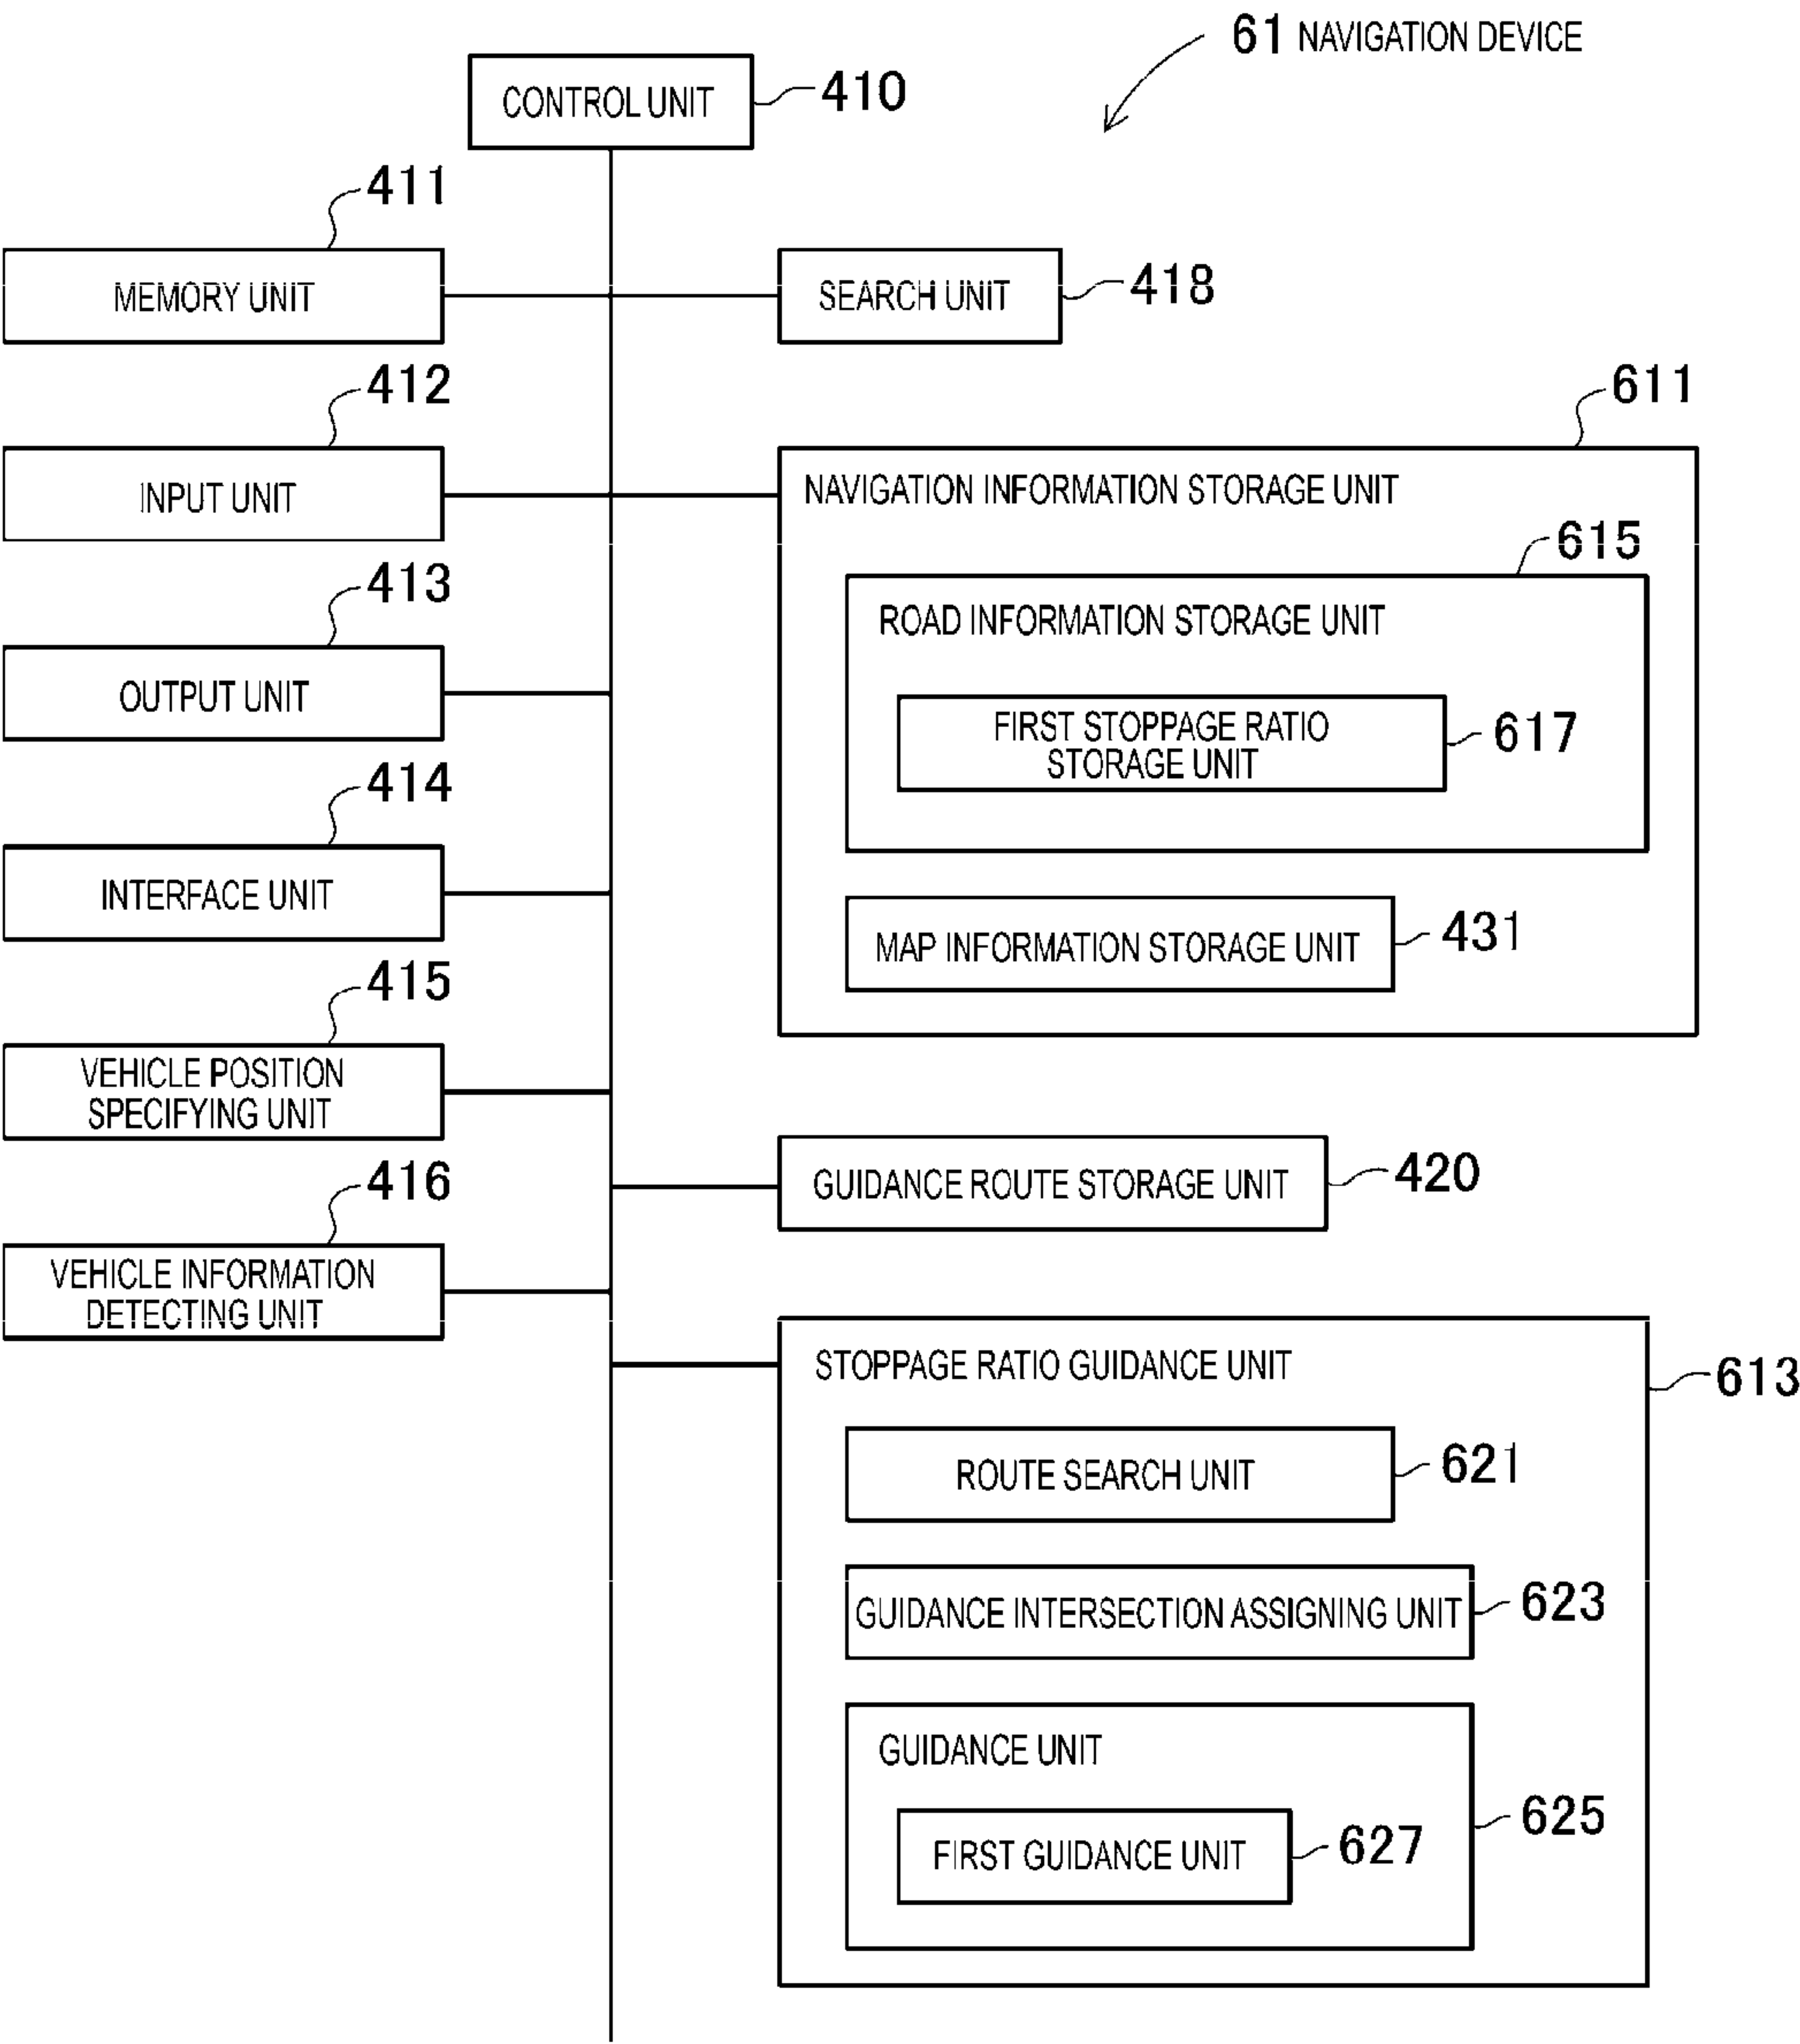 61 NAVIGATION DEVICE
CONTROL UNIT
410
411
MEMORY UNIT
SEARCH UNIT
418
412
INPUT UNIT
611
NAVIGATION INFORMATION STORAGE UNIT
615
ROAD INFORMATION STORAGE UNIT
FIRST STOPPAGE RATIO
STORAGE UNIT
617
MAP INFORMATION STORAGE UNIT
431
413
OUTPUT UNIT
414
INTERFACE UNIT
415
VEHICLE POSITION
SPECIFYING UNIT
GUIDANCE ROUTE STORAGE UNIT
420
416
VEHICLE INFORMATION
DETECTING UNIT
STOPPAGE RATIO GUIDANCE UNIT
613
ROUTE SEARCH UNIT
621
GUIDANCE INTERSECTION ASSIGNING UNIT
623
GUIDANCE UNIT
625
FIRST GUIDANCE UNIT
627